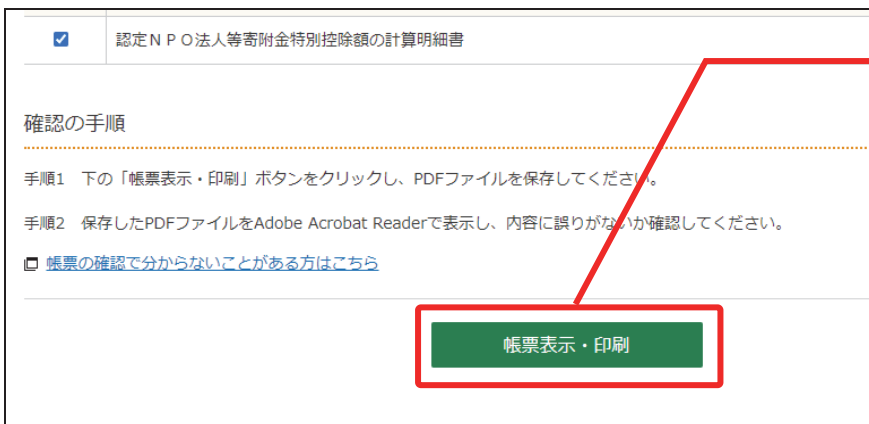 認定ＮＰＯ法人等寄附金特別控除額の計算明細書
確認の手順
手順1　下の「帳票表示・印刷」ボタンをクリックし、PDFファイルを保存してください。
手順2　保存したPDFファイルをAdobe Acrobat Readerで表示し、内容に誤りがないか確認してください。
帳票の確認で分からないことがある方はこちら
帳票表示・印刷